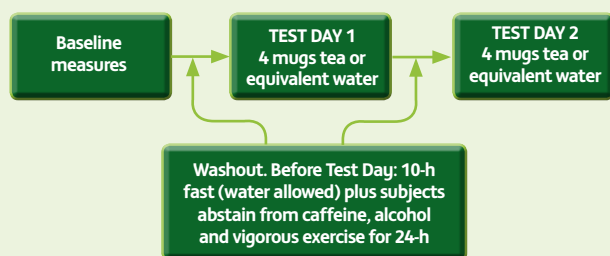 Baseline
measures
TEST DAY 1
4 mugs tea or
equivalent water
TEST DAY 2
4 mugs tea or
equivalent water
Washout. Before Test Day: 10-h
fast (water allowed) plus subjects
abstain from caffeine, alcohol
and vigorous exercise for 24-h